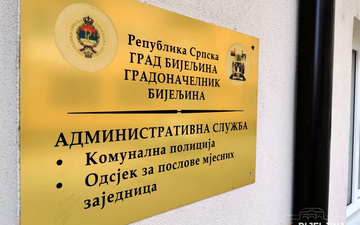 Република Српска
ГРАД БИЈЕЉИНА
ГРАДОНАЧЕЛНИК
БИЈЕЉИНА
АДМИНИСТРАТИВНА СЛУЖБА
• Комунална полиција
• Одсјек за послове мјесних
заједница